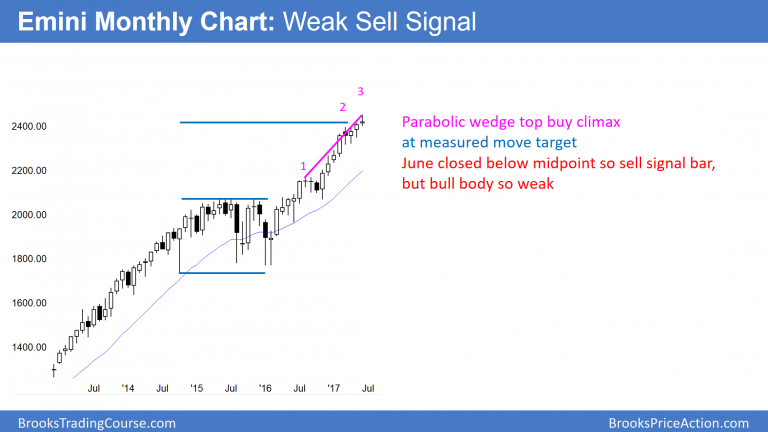 Emini Monthly Chart: Weak Sell Signal
3
2
1
Parabolic wedge top buy climax
at measured move target
June closed below midpoint so sell signal bar,
but bull body so weak
2400.00
2200.00
2000.00
1800.00
1600.00
1400.00
Jul '14 Jul '15 Jul '16 Jul '17 Jul
BrooksTradingCourse.com
BrooksPriceAction.com